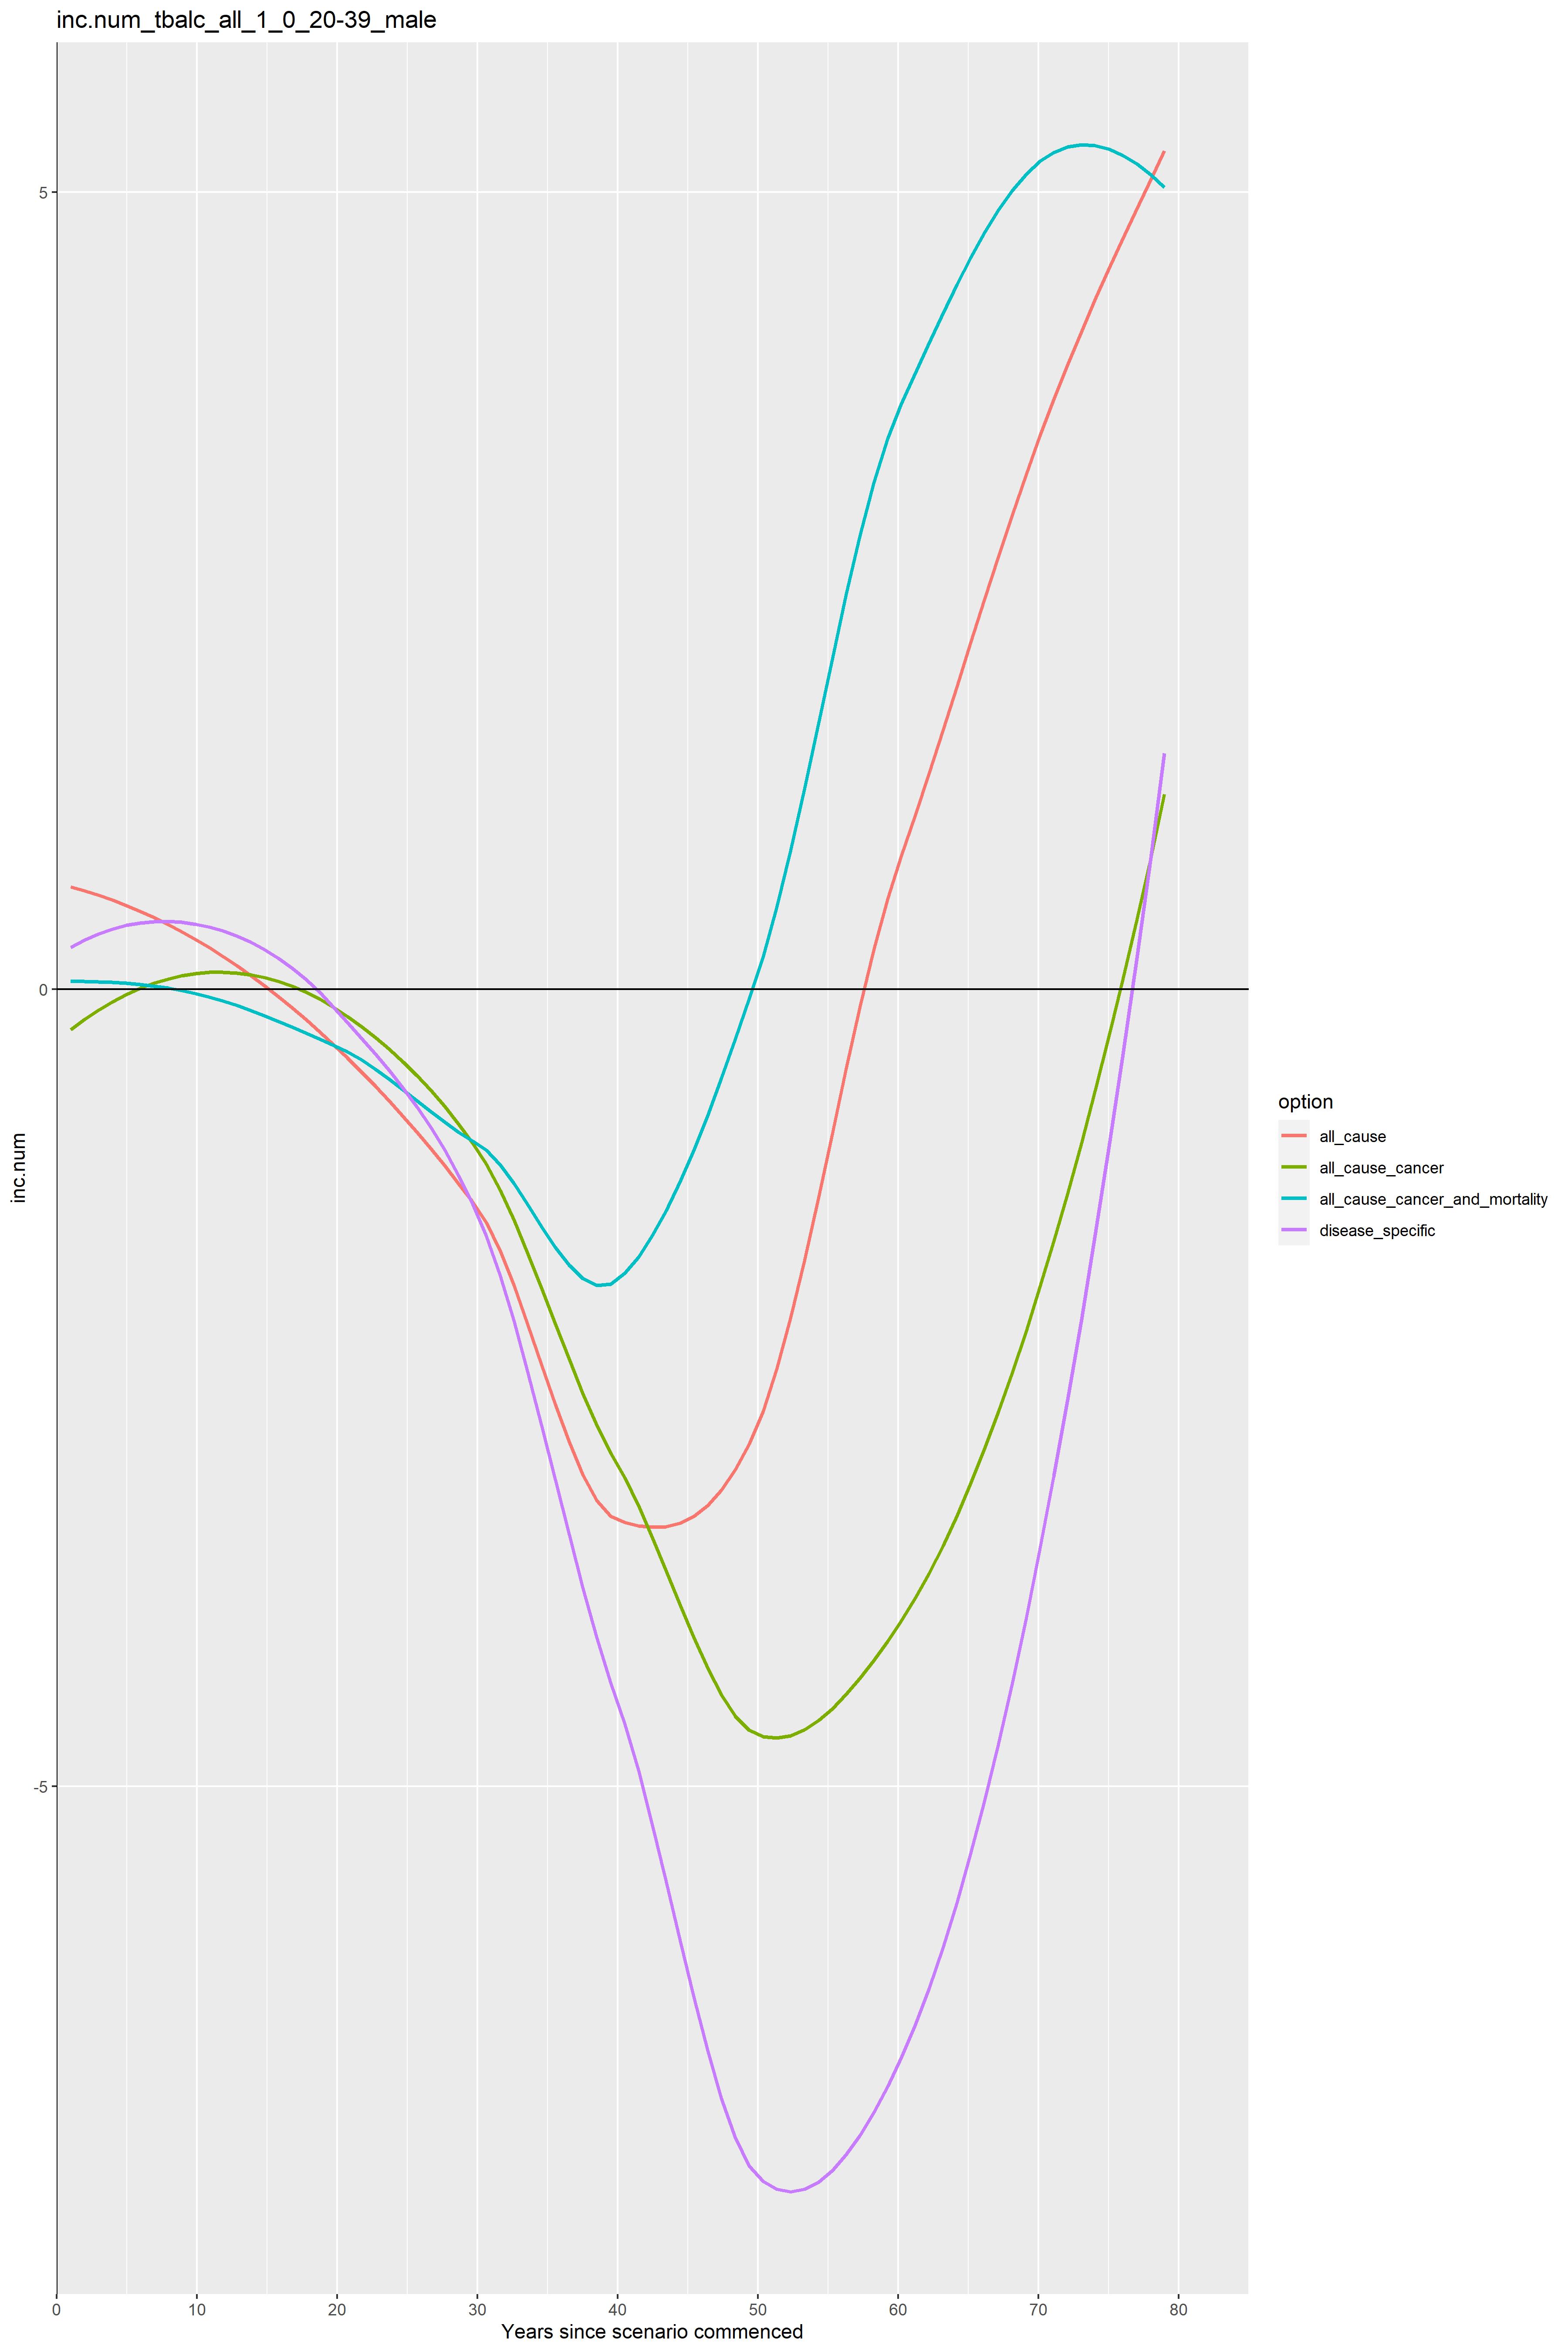 inc.num_tbalc_all_1_0_20-39_male
5
0
-5
inc.num
0 10 20 30 40 50 60 70 80
Years since scenario commenced
option
all_cause
all_cause_cancer
all_cause_cancer_and_mortality
disease_specific